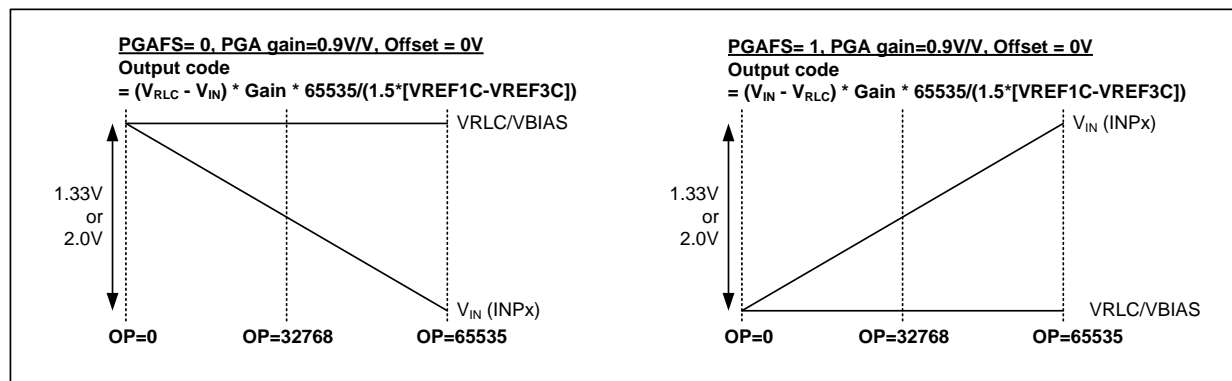 PGAFS= 0, PGA gain=0.9V/V, Offset = 0V
Output code
= (VRLC - VIN) * Gain * 65535/(1.5*[VREF1C-VREF3C])
VRLC/VBIAS
1.33V
or
2.0V
VIN (INPx)
OP=0 OP=32768 OP=65535
PGAFS= 1, PGA gain=0.9V/V, Offset = 0V
Output code
= (VIN - VRLC) * Gain * 65535/(1.5*[VREF1C-VREF3C])
VIN (INPx)
1.33V
or
2.0V
VRLC/VBIAS
OP=0 OP=32768 OP=65535